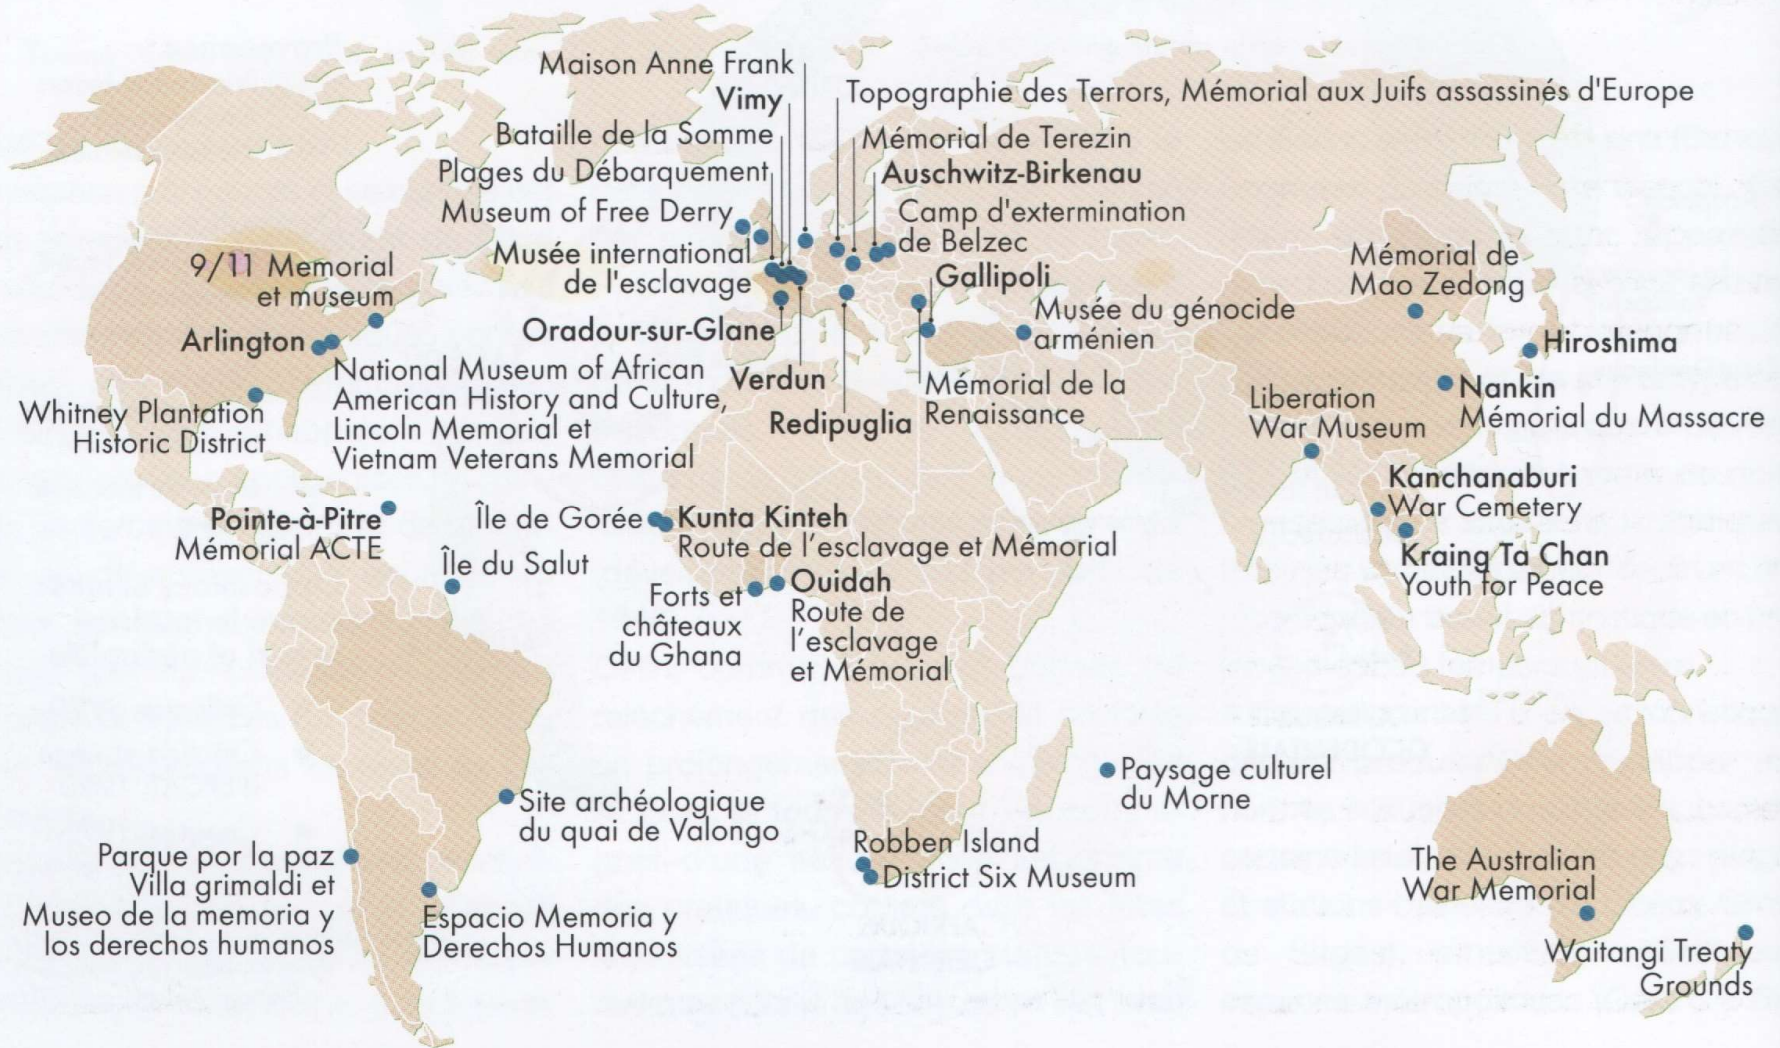 Maison Anne Frank
Vimy
Topographie des Terrors, Mémorial aux Juifs assassinés d'Europe
Bataille de la Somme
Mémorial de Terezin
Plages du Débarquement
Auschwitz-Birkenau
Museum of Free Derry
Camp d'extermination
de Belzec
Musée international
de l'esclavage
9/11 Memorial
et museum
Gallipoli
Mémorial de
Mao Zedong
Oradour-sur-Glane
Musée du génocide
arménien
Arlington
Hiroshima
National Museum of African
American History and Culture,
Lincoln Memorial et
Vietnam Veterans Memorial
Verdun
Redipuglia
Mémorial de la
Renaissance
Nankin
Mémorial du Massacre
Whitney Plantation
Historic District
Liberation
War Museum
Kanchanaburi
War Cemetery
Pointe-à-Pitre
Mémorial ACTE
Île de Gorée
Kunta Kinteh
Route de l'esclavage et Mémorial
Kraing Ta Chan
Youth for Peace
Île du Salut
Forts et
châteaux
du Ghana
Ouidah
Route de
l'esclavage
et Mémorial
Paysage culturel
du Morne
Site archéologique
du quai de Valongo
Robben Island
District Six Museum
Parque por la paz
Villa grimaldi et
Museo de la memoria y
los derechos humanos
Espacio Memoria y
Derechos Humanos
The Australian
War Memorial
Waitangi Treaty
Grounds